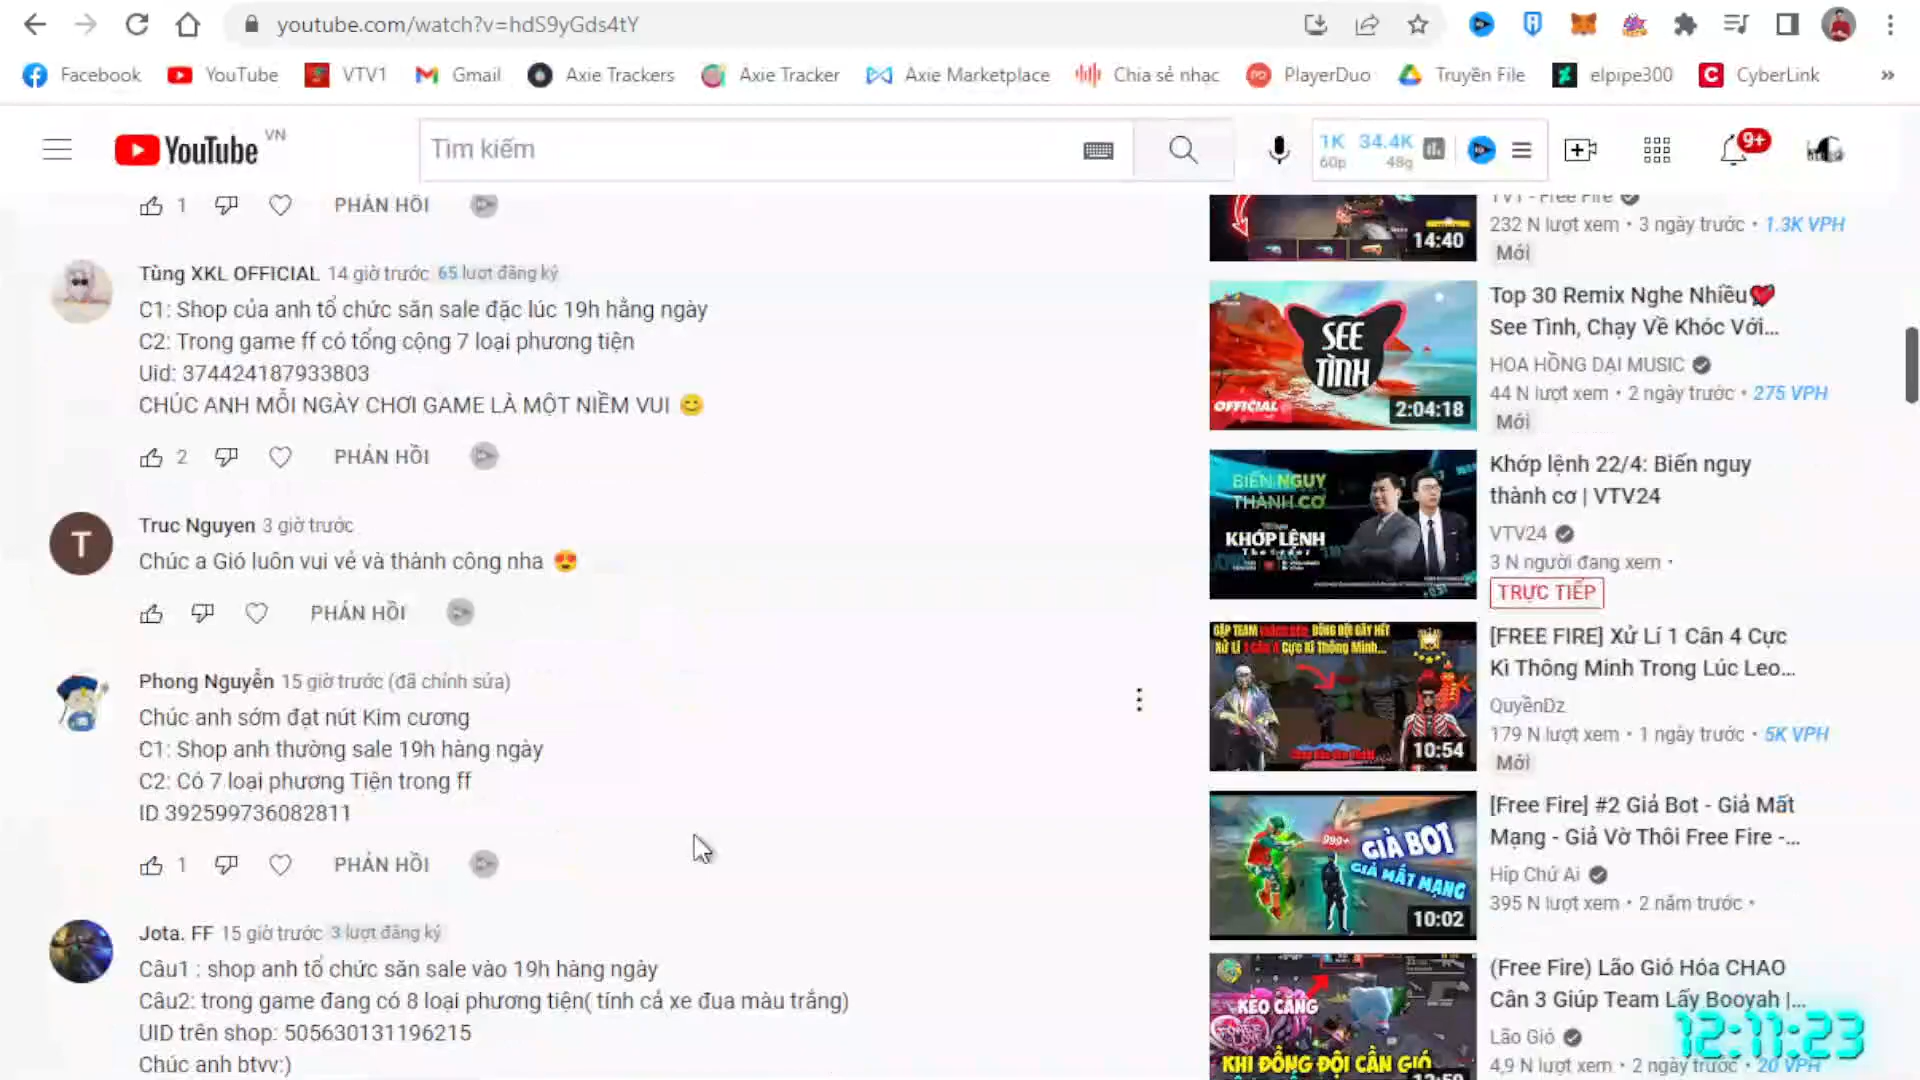 youtube.com/watch?v=hdS9yGds4tY
Facebook
YouTube
VTV1
Gmail
Axie Trackers
Axie Tracker
Axie Marketplace
Chia sẻ nhạc
PlayerDuo
Truyền File
elpipe300
CyberLink
»
YouTube VN
Tìm kiếm
1K 34.4K
60p 48g
9+
1 PHẢN HỒI
Tùng XKL OFFICIAL 14 giờ trước 65 lượt đăng ký
C1: Shop của anh tổ chức săn sale đặc lúc 19h hằng ngày
C2: Trong game ff có tổng cộng 7 loại phương tiện
Uid: 374424187933803
CHÚC ANH MỖI NGÀY CHƠI GAME LÀ MỘT NIỀM VUI 😊
2 PHẢN HỒI
T
Truc Nguyen 3 giờ trước
Chúc a Gió luôn vui vẻ và thành công nha 😍
PHẢN HỒI
Phong Nguyễn 15 giờ trước (đã chỉnh sửa)
Chúc anh sớm đạt nút Kim cương
C1: Shop anh thường sale 19h hàng ngày
C2: Có 7 loại phương Tiện trong ff
ID 392599736082811
1 PHẢN HỒI
Jota. FF 15 giờ trước 3 lượt đăng ký
Câu1 : shop anh tổ chức săn sale vào 19h hàng ngày
Câu2: trong game đang có 8 loại phương tiện( tính cả xe đua màu trắng)
UID trên shop: 505630131196215
Chúc anh btvv:)
14:40
TVT - Free Fire
232 N lượt xem • 3 ngày trước • 1.3K VPH
Mới
SEE
TÌNH
OFFICIAL
2:04:18
Top 30 Remix Nghe Nhiều❤️
See Tình, Chạy Về Khóc Với...
HOA HỒNG DẠI MUSIC
44 N lượt xem • 2 ngày trước • 275 VPH
Mới
BIẾN NGUY
THÀNH CƠ
KHỚP LỆNH
Khớp lệnh 22/4: Biến nguy
thành cơ | VTV24
VTV24
3 N người đang xem •
TRỰC TIẾP
10:54
[FREE FIRE] Xử Lí 1 Cân 4 Cực
Kì Thông Minh Trong Lúc Leo...
QuyềnDz
179 N lượt xem • 1 ngày trước • 5K VPH
Mới
999+
GIẢ BOT
GIẢ MẤT MẠNG
10:02
[Free Fire] #2 Giả Bot - Giả Mất
Mạng - Giả Vờ Thôi Free Fire -...
Híp Chứ Ai
395 N lượt xem • 2 năm trước •
KÈO CĂNG
KHI ĐỒNG ĐỘI CẦN GIÓ
(Free Fire) Lão Gió Hóa CHAO
Cân 3 Giúp Team Lấy Booyah |...
Lão Gió
4,9 N lượt xem • 2 ngày trước • 20 VPH
12:11:23